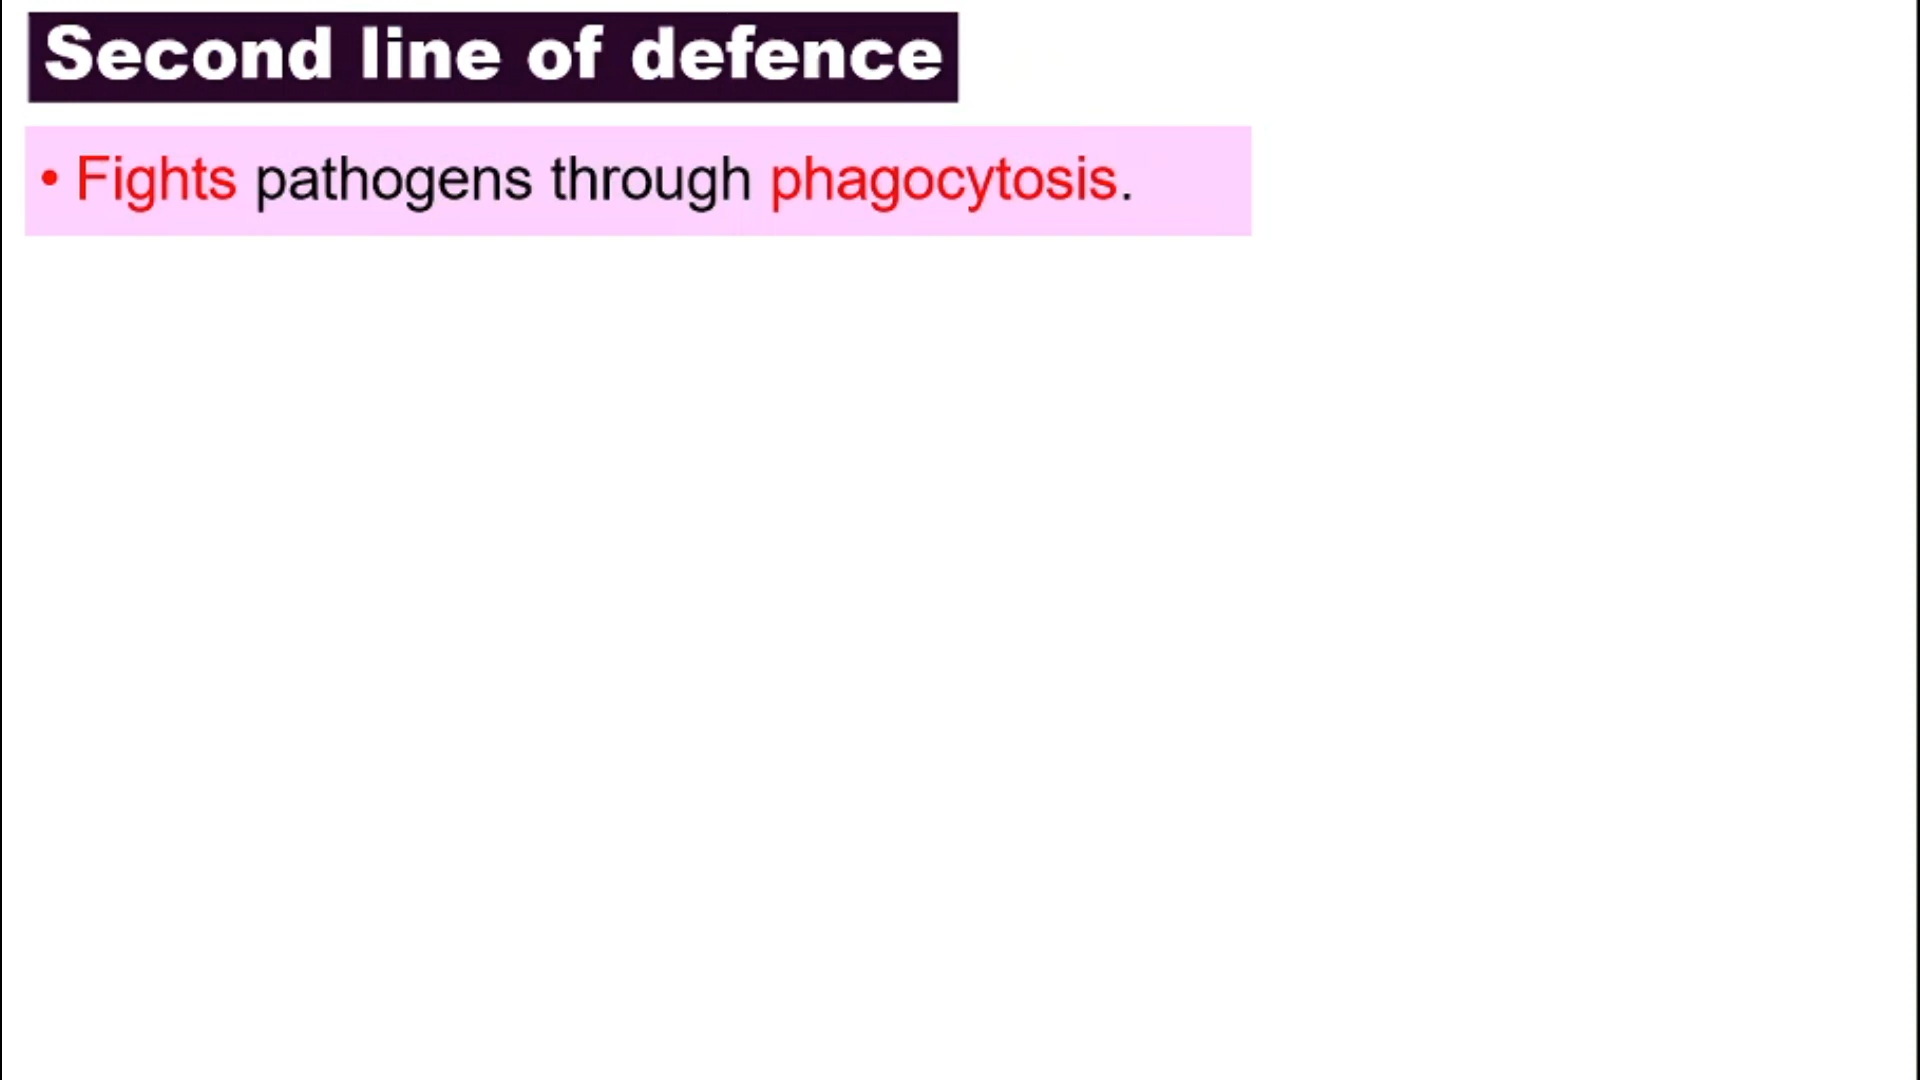 Second line of defence
• Fights pathogens through phagocytosis.